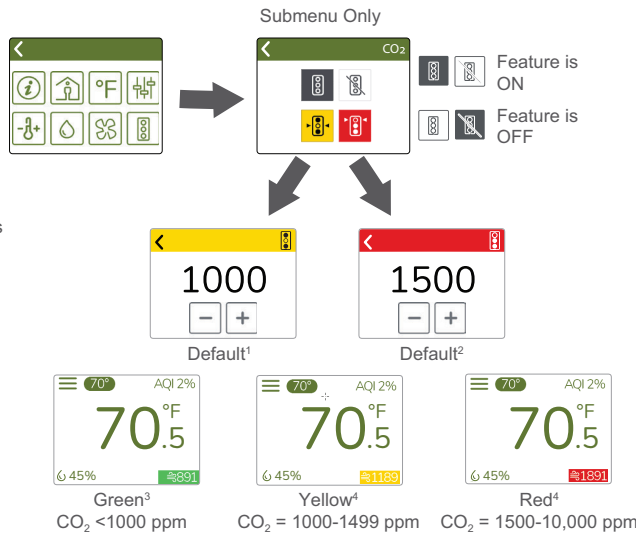 Submenu Only
CO₂
°F
Feature is
ON
Feature is
OFF
s
1000
1500
Default¹
Default²
70° AQI 2%
70.5 °F
45% 891
70° AQI 2%
70.5 °F
45% 1189
70° AQI 2%
70.5 °F
45% 1891
Green³
CO₂ <1000 ppm
Yellow⁴
CO₂ = 1000-1499 ppm
Red⁴
CO₂ = 1500-10,000 ppm